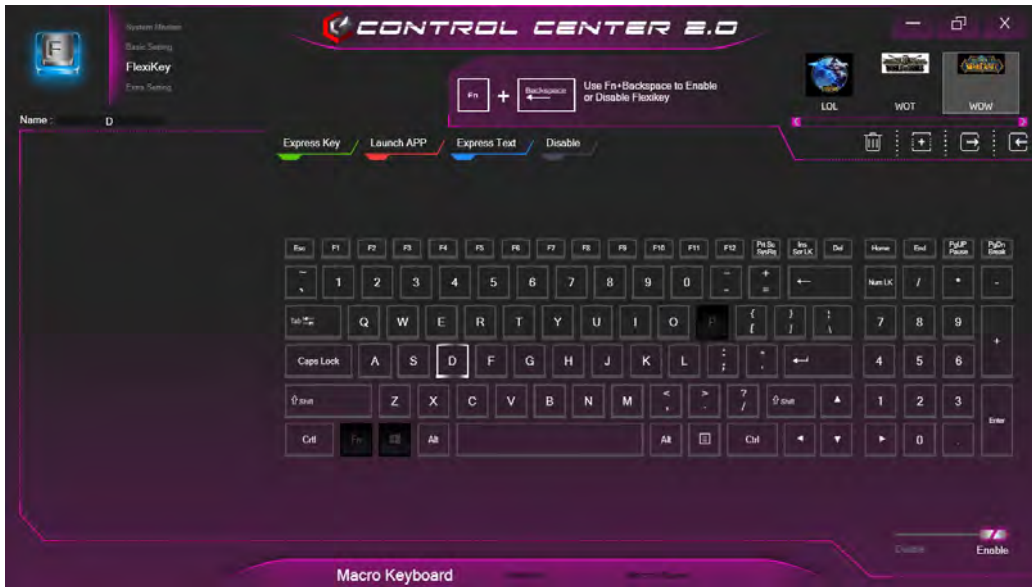 CONTROL CENTER 2.0
System Monitor
Basic Setting
FlexiKey
Extra Setting
Fn + Backspace Use Fn+Backspace to Enable
or Disable Flexikey
LOL WOT WOW
Name : D
Express Key / Launch APP / Express Text / Disable
Esc F1 F2 F3 F4 F5 F6 F7 F8 F9 F10 F11 F12 Prt Sc SysRq Ins Scr LK Del Home End PgUP Pause PgDn Break
~ ` 1 2 3 4 5 6 7 8 9 0 _ - + = ← Num LK / * -
Tab Q W E R T Y U I O P { [ } ] | \ 7 8 9 +
Caps Lock A S D F G H J K L : ; " ' 4 5 6
Shift Z X C V B N M < , > . ? / Shift ▲ 1 2 3 Enter
Crtl Fn Alt Alt Ctrl ◄ ▼ ► 0 .
Disable Enable
Macro Keyboard